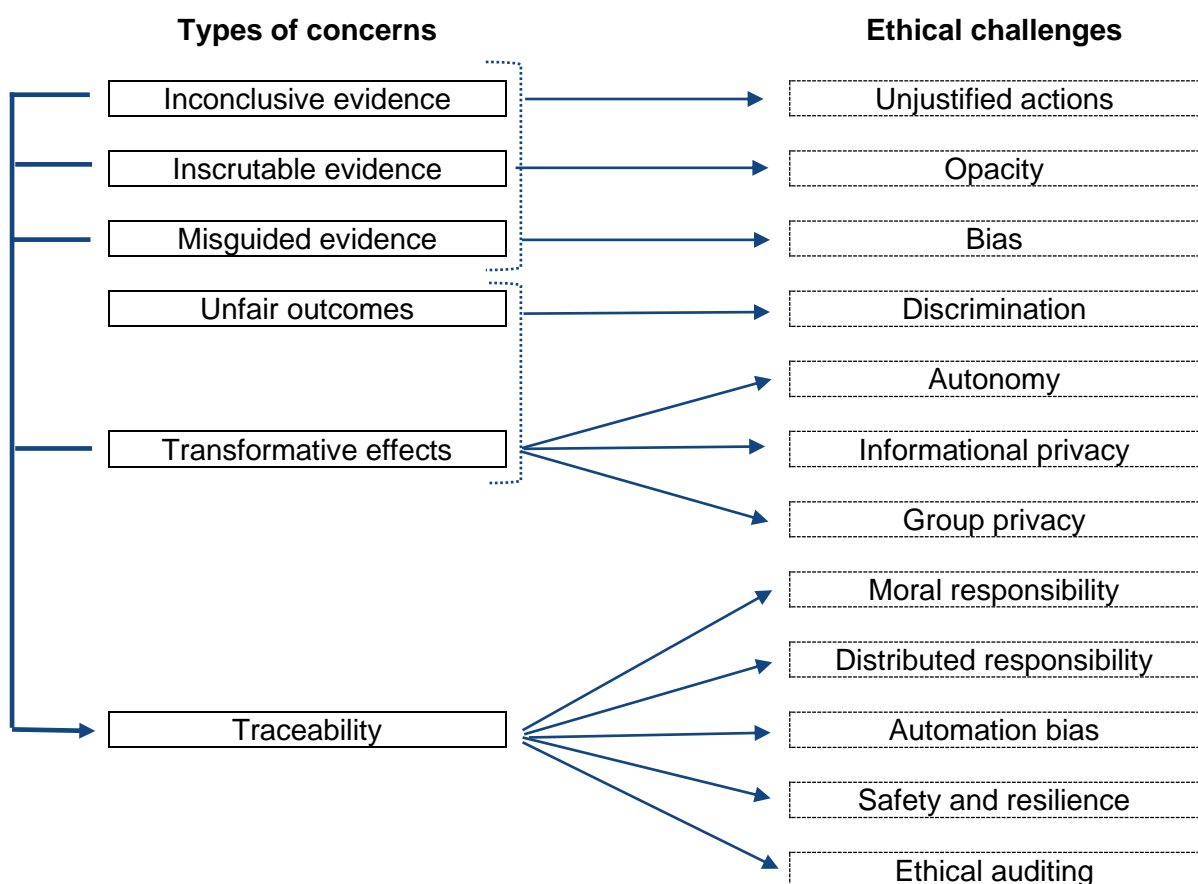 Types of concerns
Ethical challenges
Inconclusive evidence
Unjustified actions
Inscrutable evidence
Opacity
Misguided evidence
Bias
Unfair outcomes
Discrimination
Autonomy
Transformative effects
Informational privacy
Group privacy
Moral responsibility
Distributed responsibility
Traceability
Automation bias
Safety and resilience
Ethical auditing